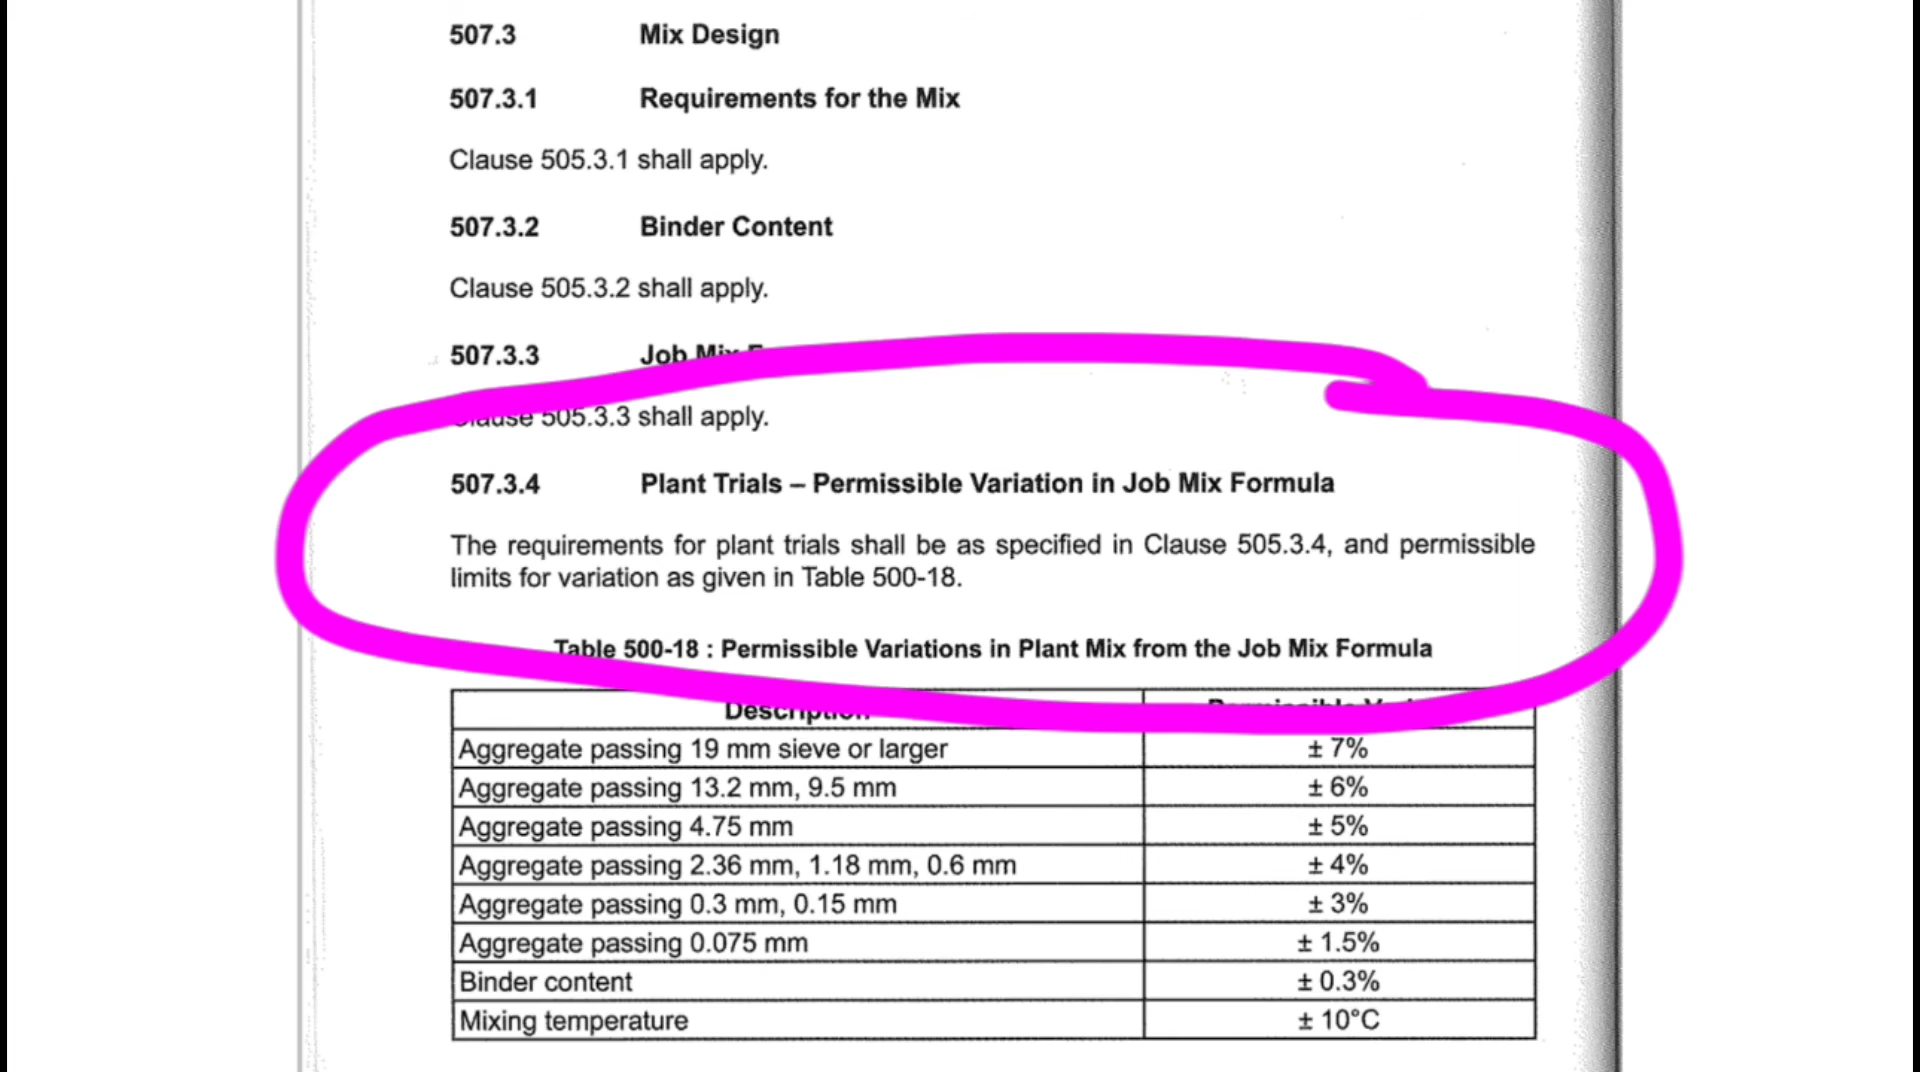 507.3 Mix Design
507.3.1 Requirements for the Mix
Clause 505.3.1 shall apply.
507.3.2 Binder Content
Clause 505.3.2 shall apply.
507.3.3 Job Mix
Clause 505.3.3 shall apply.
507.3.4 Plant Trials – Permissible Variation in Job Mix Formula
The requirements for plant trials shall be as specified in Clause 505.3.4, and permissible
limits for variation as given in Table 500-18.
Table 500-18 : Permissible Variations in Plant Mix from the Job Mix Formula
Description Permissible
Aggregate passing 19 mm sieve or larger ± 7%
Aggregate passing 13.2 mm, 9.5 mm ± 6%
Aggregate passing 4.75 mm ± 5%
Aggregate passing 2.36 mm, 1.18 mm, 0.6 mm ± 4%
Aggregate passing 0.3 mm, 0.15 mm ± 3%
Aggregate passing 0.075 mm ± 1.5%
Binder content ± 0.3%
Mixing temperature ± 10°C